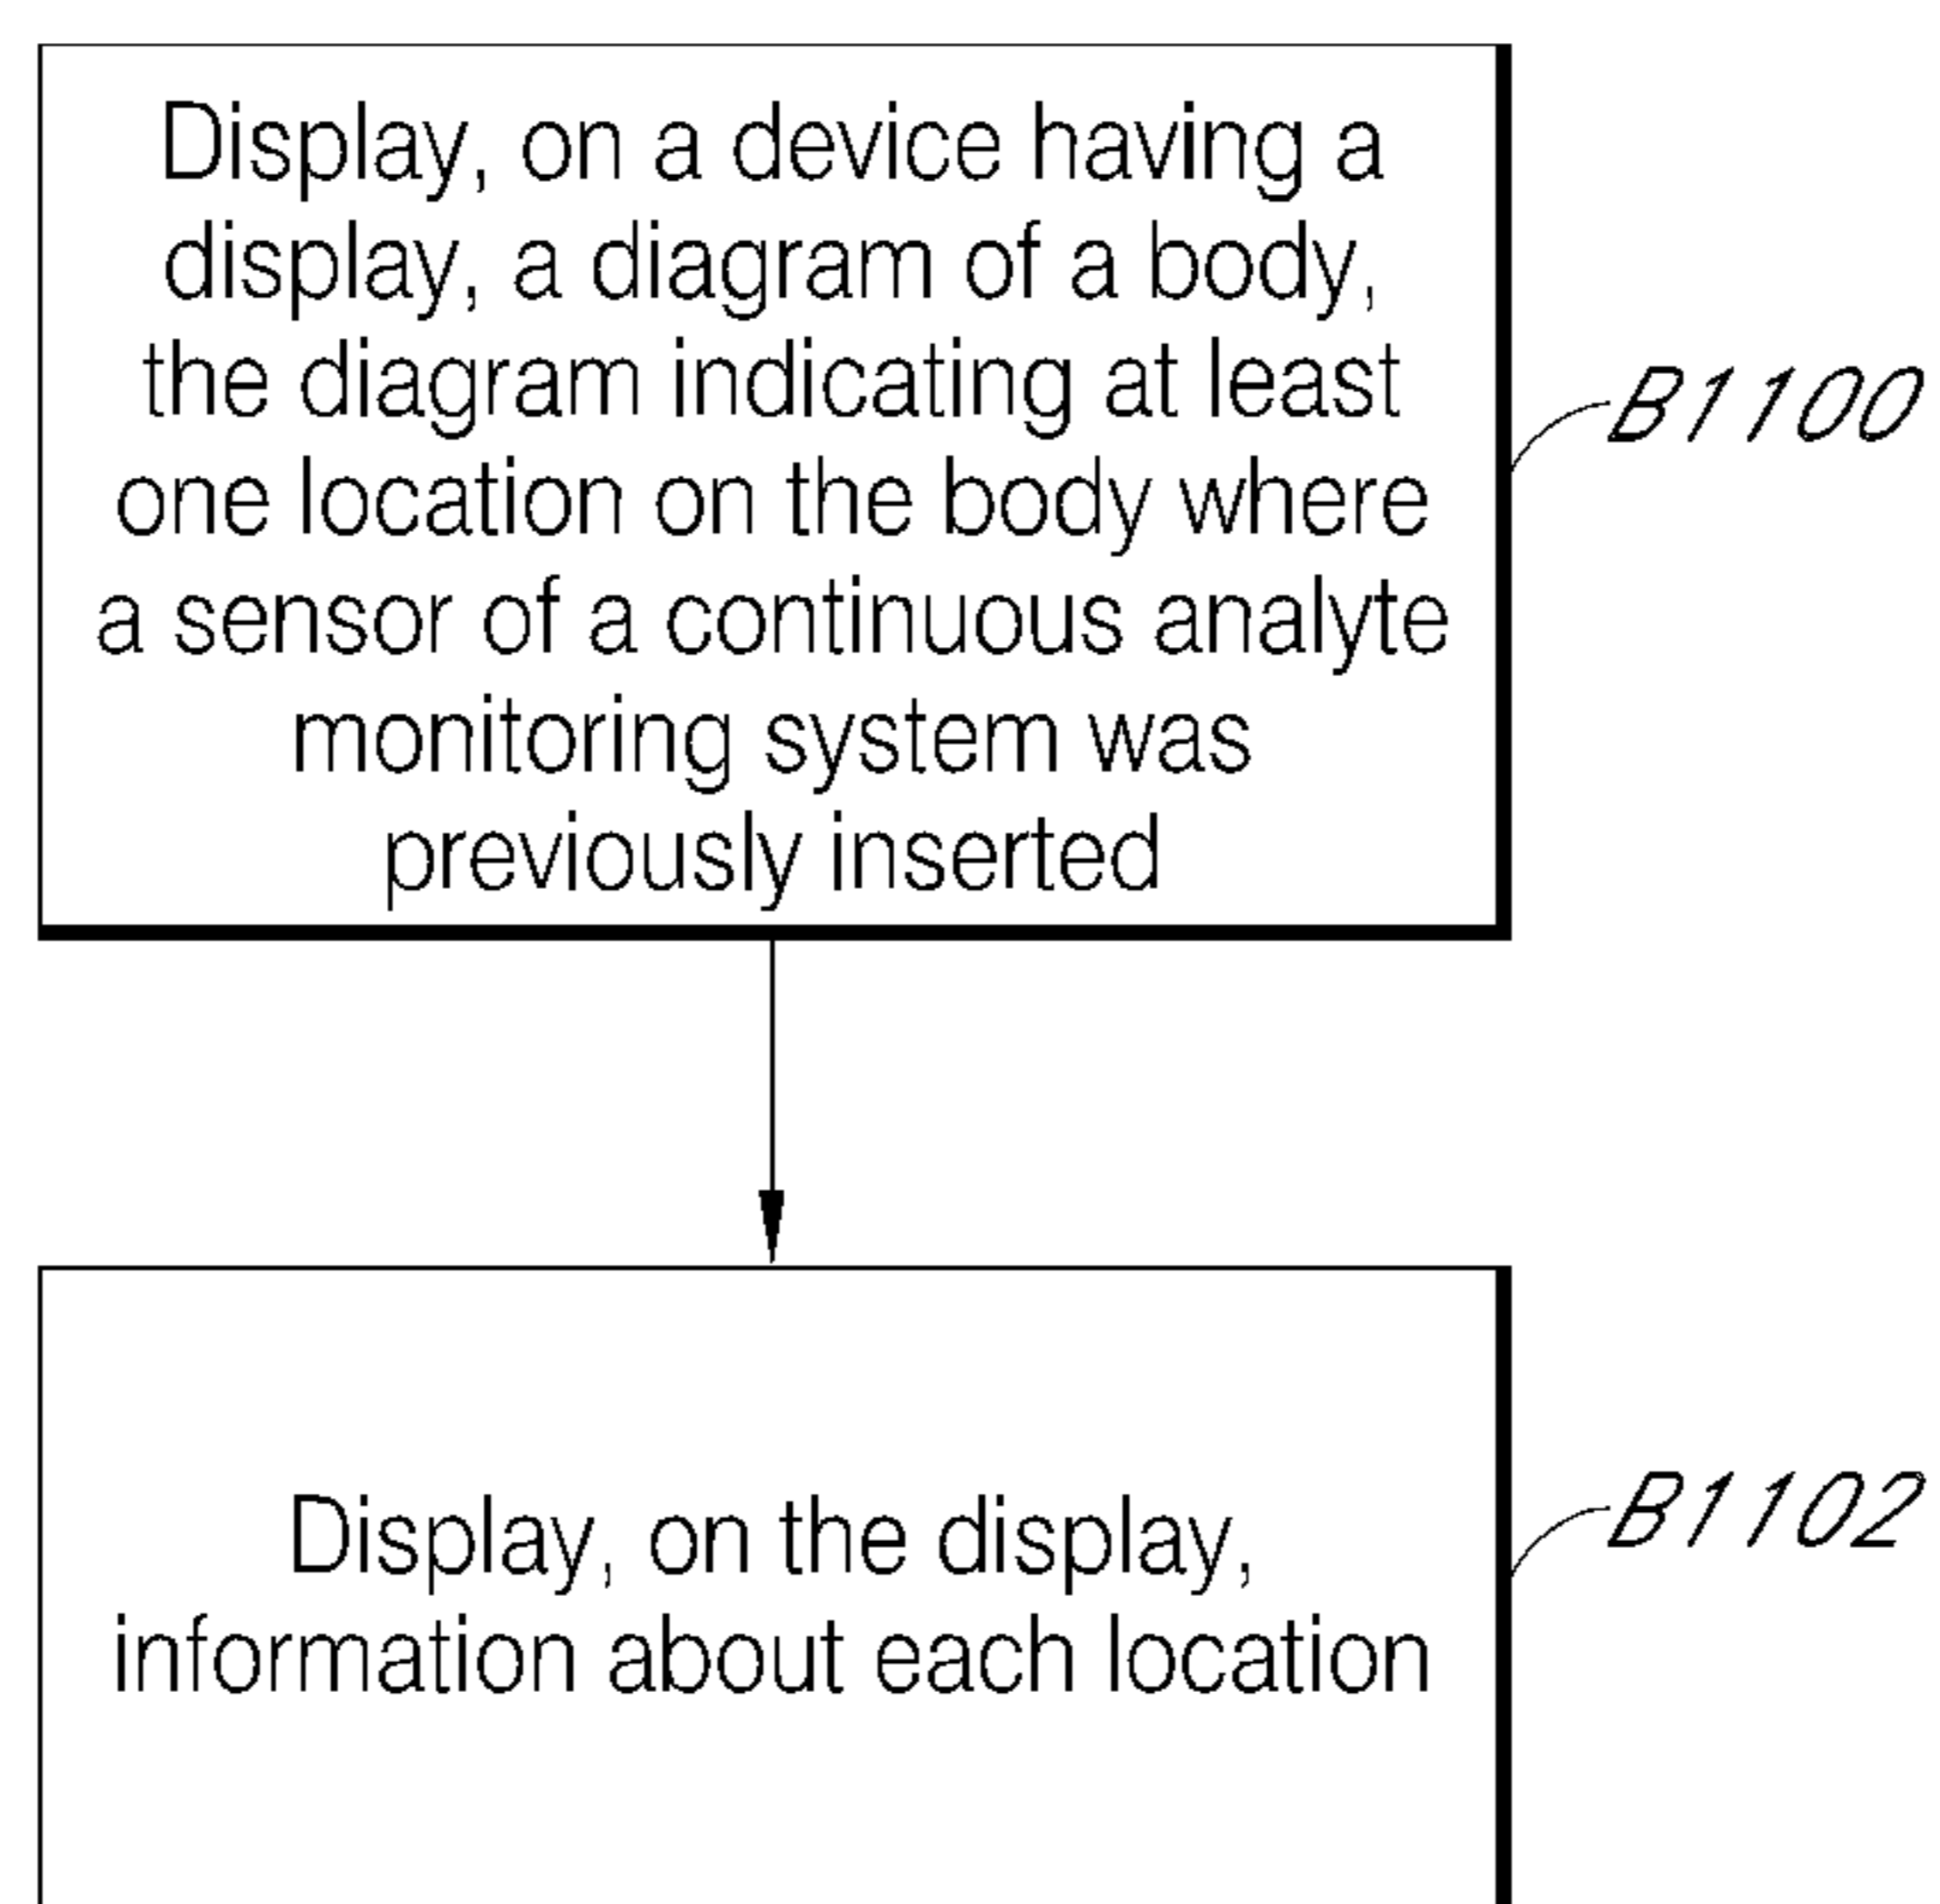 Display, on a device having a
display, a diagram of a body,
the diagram indicating at least
one location on the body where
a sensor of a continuous analyte
monitoring system was
previously inserted
B1100
Display, on the display,
information about each location
B1102